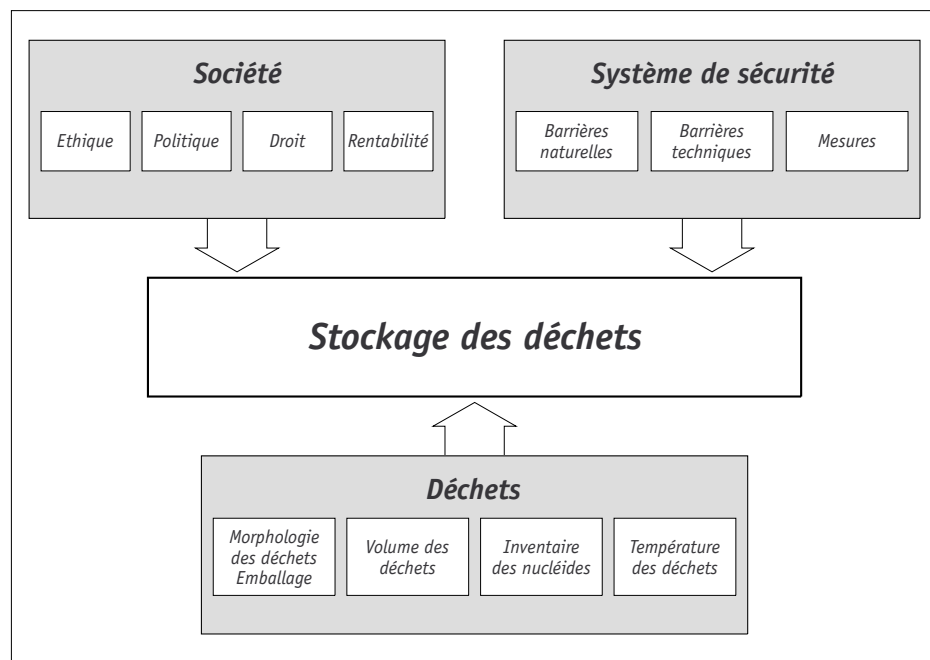 Société
Ethique
Politique
Droit
Rentabilité
Système de sécurité
Barrières
naturelles
Barrières
techniques
Mesures
Stockage des déchets
Déchets
Morphologie
des déchets
Emballage
Volume des
déchets
Inventaire
des nucléides
Température
des déchets